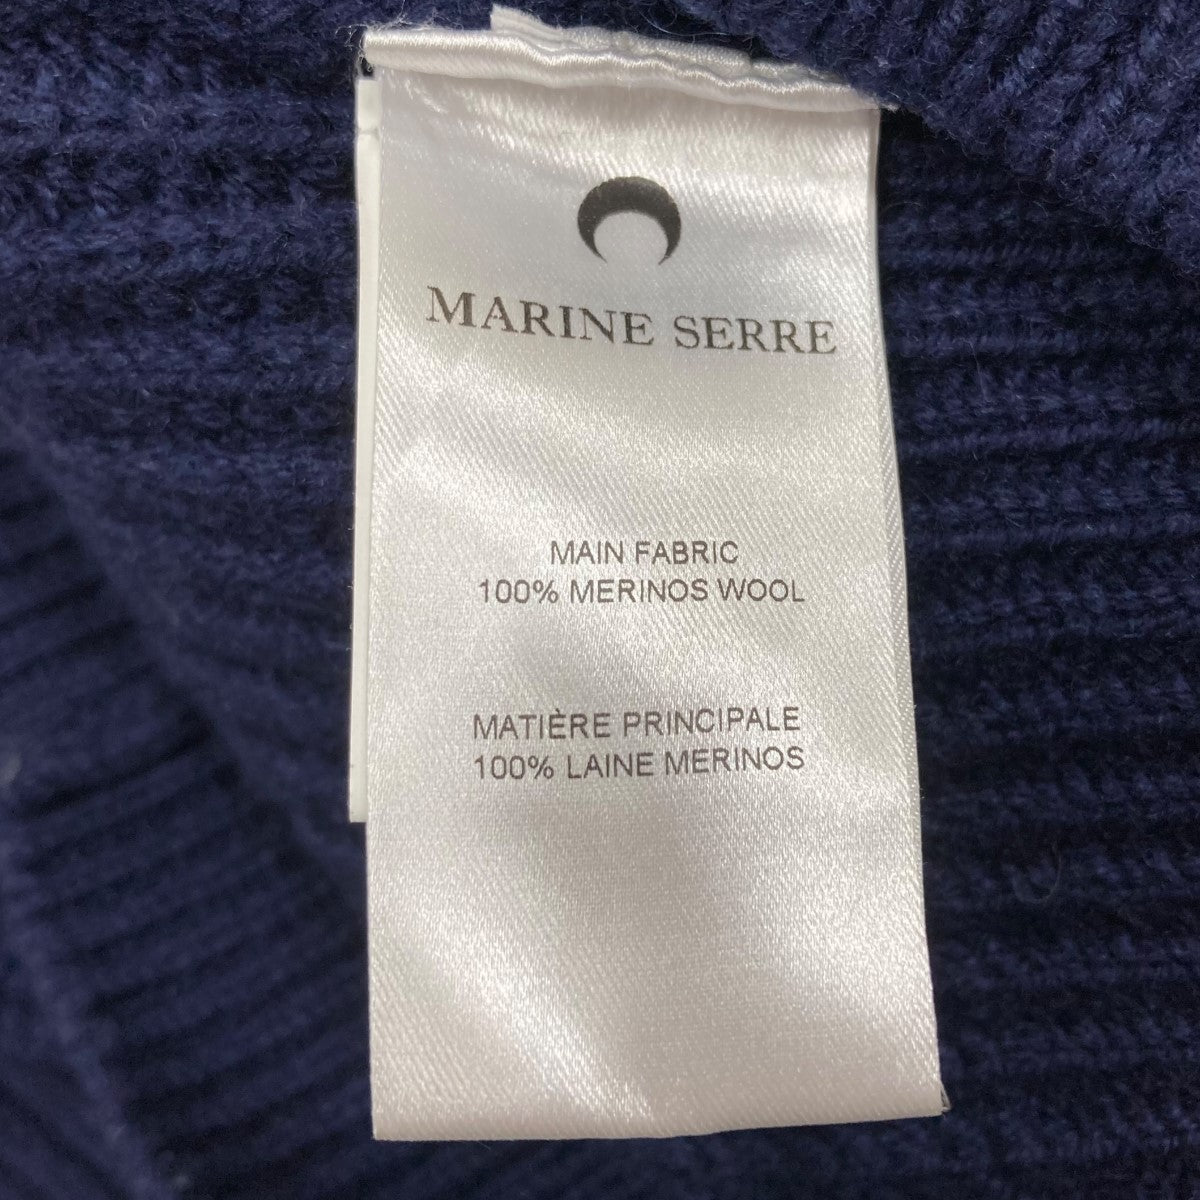 MARINE SERRE
MAIN FABRIC
100% MERINOS WOOL
MATIÈRE PRINCIPALE
100% LAINE MERINOS